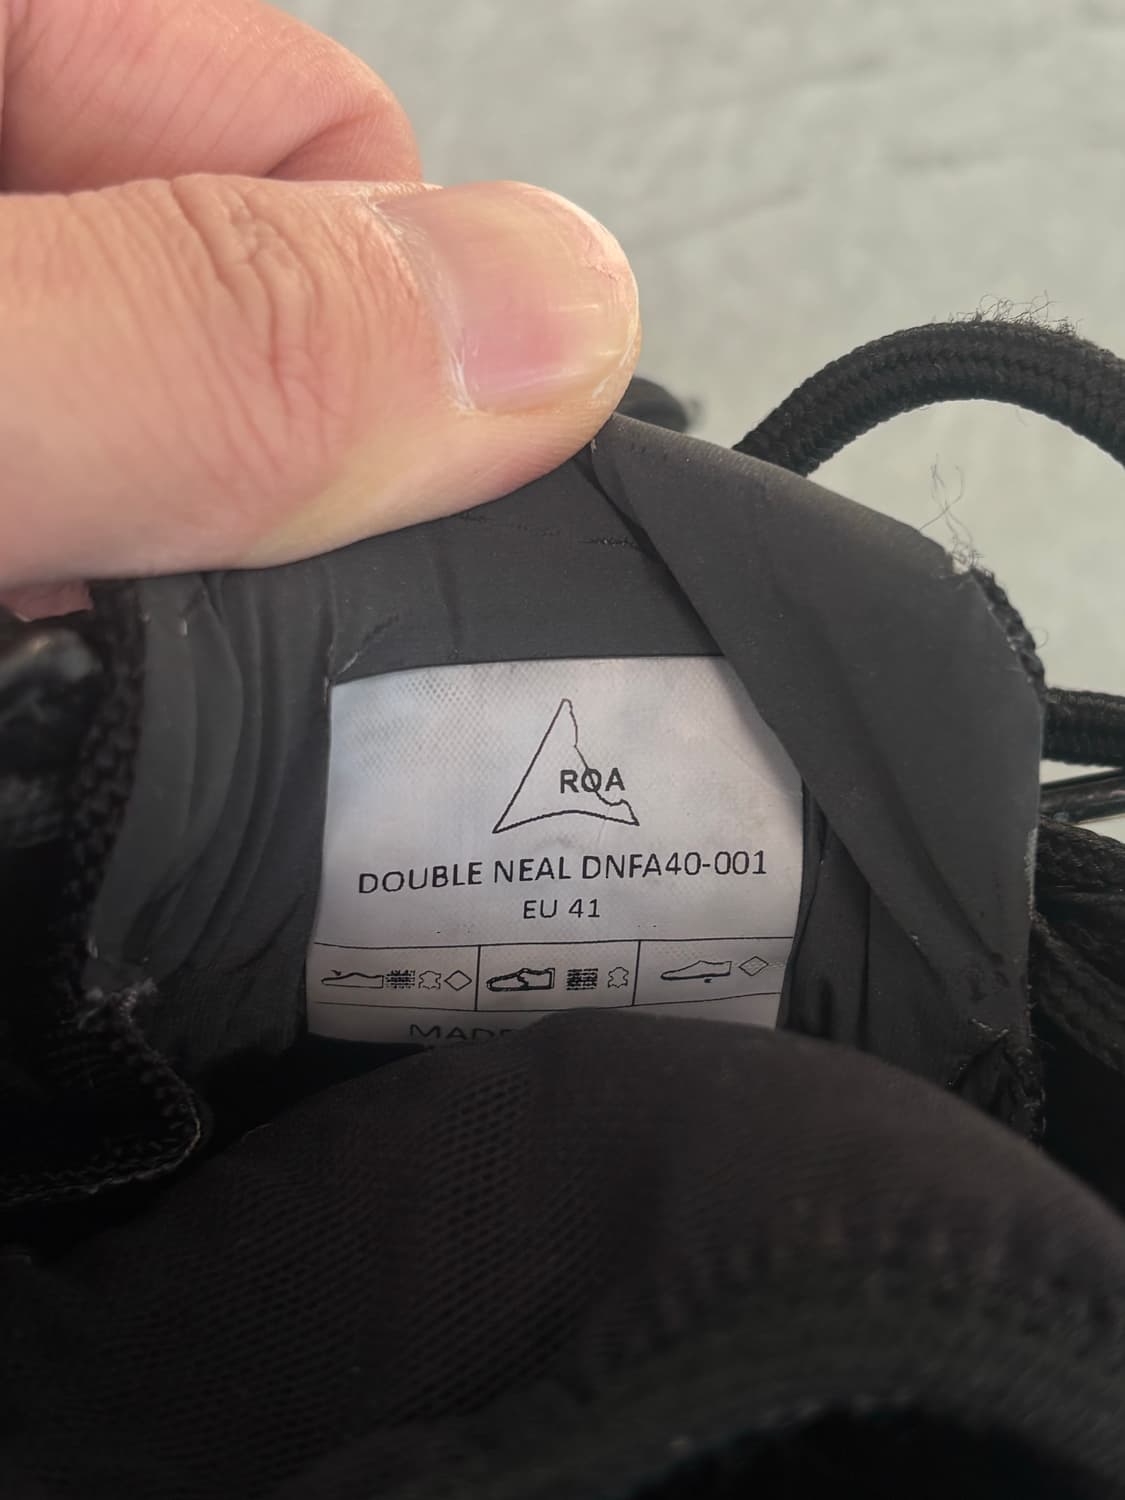 ROA
DOUBLE NEAL DNFA40-001
EU 41